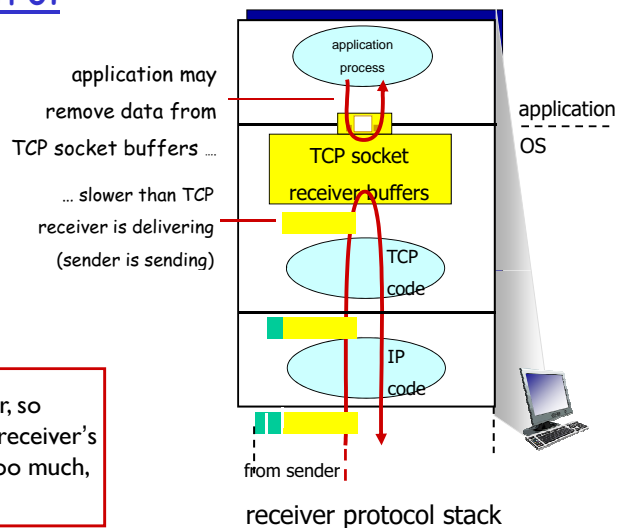 application
process
application may
remove data from
TCP socket buffers ....
... slower than TCP
receiver is delivering
(sender is sending)
TCP socket
receiver buffers
application
OS
TCP
code
IP
code
r, so
receiver's
oo much,
from sender
receiver protocol stack